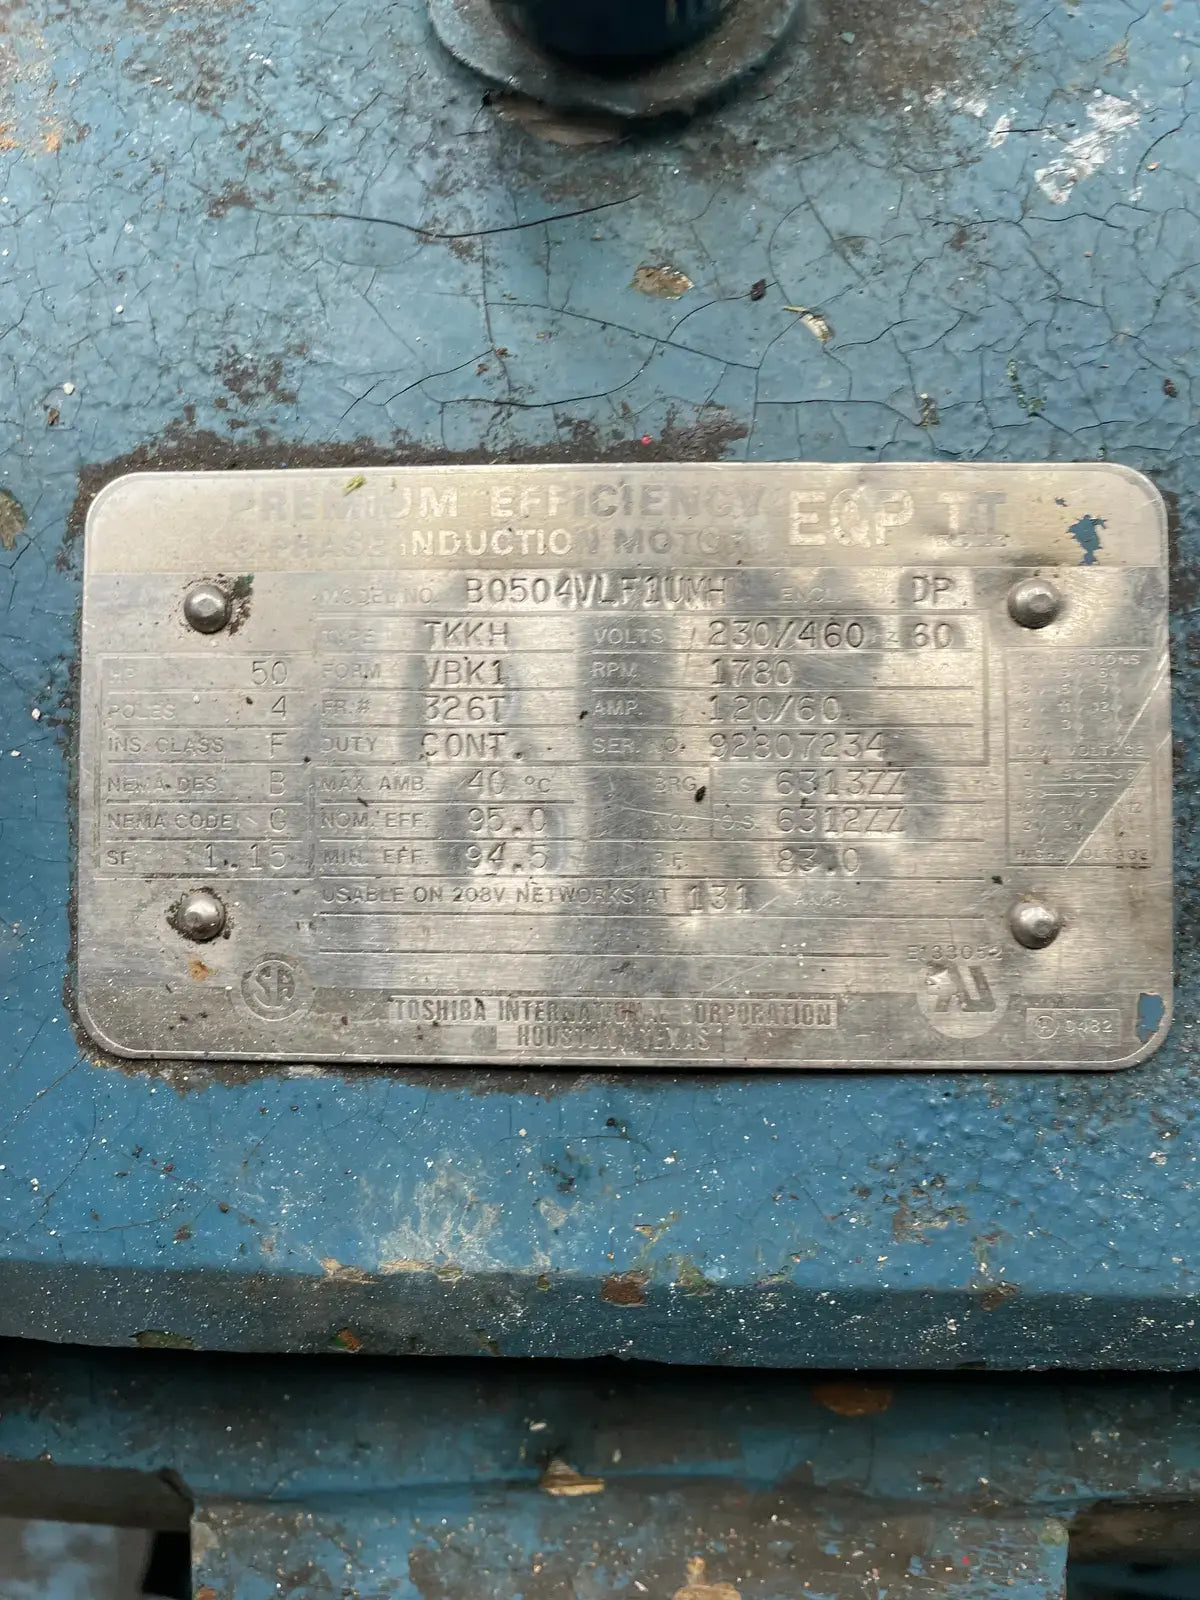 PREMIUM EFFICIENCY EQP II
3-PHASE INDUCTION MOTOR
MODEL NO. B0504VLF1UMH ENCL. DP
TYPE TKKH VOLTS 230/460 Hz 60
HP 50 FORM VBK1 RPM 1780
POLES 4 FR.# 326T AMP. 120/60
INS. CLASS F DUTY CONT. SER. NO. 92807234
NEMA DES. B MAX. AMB. 40 °C BRG. L.S. 6313ZZ
NEMA CODE G NOM. EFF. 95.0 NO. O.S. 6312ZZ
SF 1.15 MIN. EFF. 94.5 P.F. 83.0
USABLE ON 208V NETWORKS AT 131 AMP.
CONNECTIONS
LOW VOLTAGE
HIGH VOLTAGE
SA
TOSHIBA INTERNATIONAL CORPORATION
HOUSTON, TEXAS